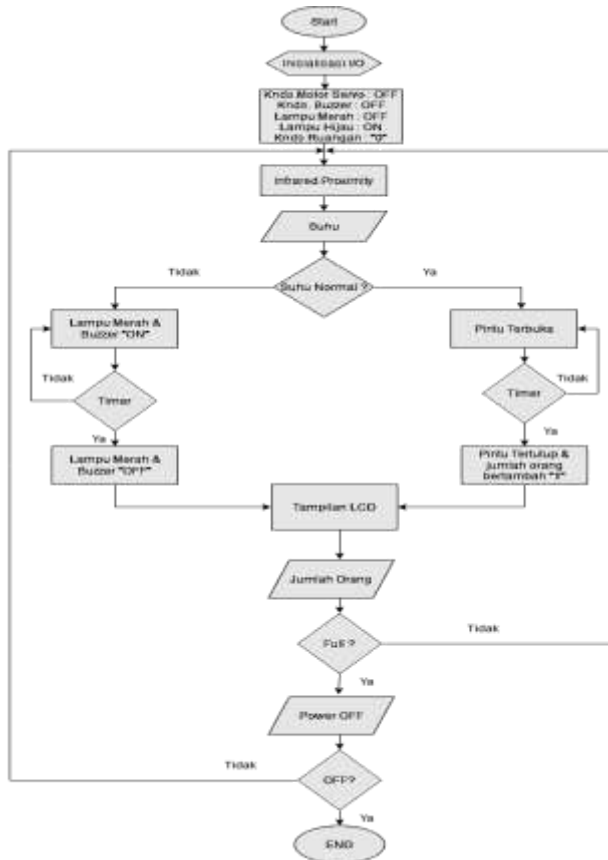 Start
Inisialisasi I/O
Knds Motor Servo : OFF
Knds. Buzzer : OFF
Lampu Merah : OFF
Lampu Hijau : ON
Knds Ruangan : "0"
Infrared Proximity
Suhu
Tidak
Suhu Normal ?
Ya
Lampu Merah &
Buzzer "ON"
Pintu Terbuka
Tidak
Timer
Timer
Tidak
Ya
Ya
Lampu Merah &
Buzzer "OFF"
Pintu Tertutup &
jumlah orang
bertambah "1"
Tampilan LCD
Jumlah Orang
Full ?
Tidak
Ya
Power OFF
Tidak
OFF?
Ya
END